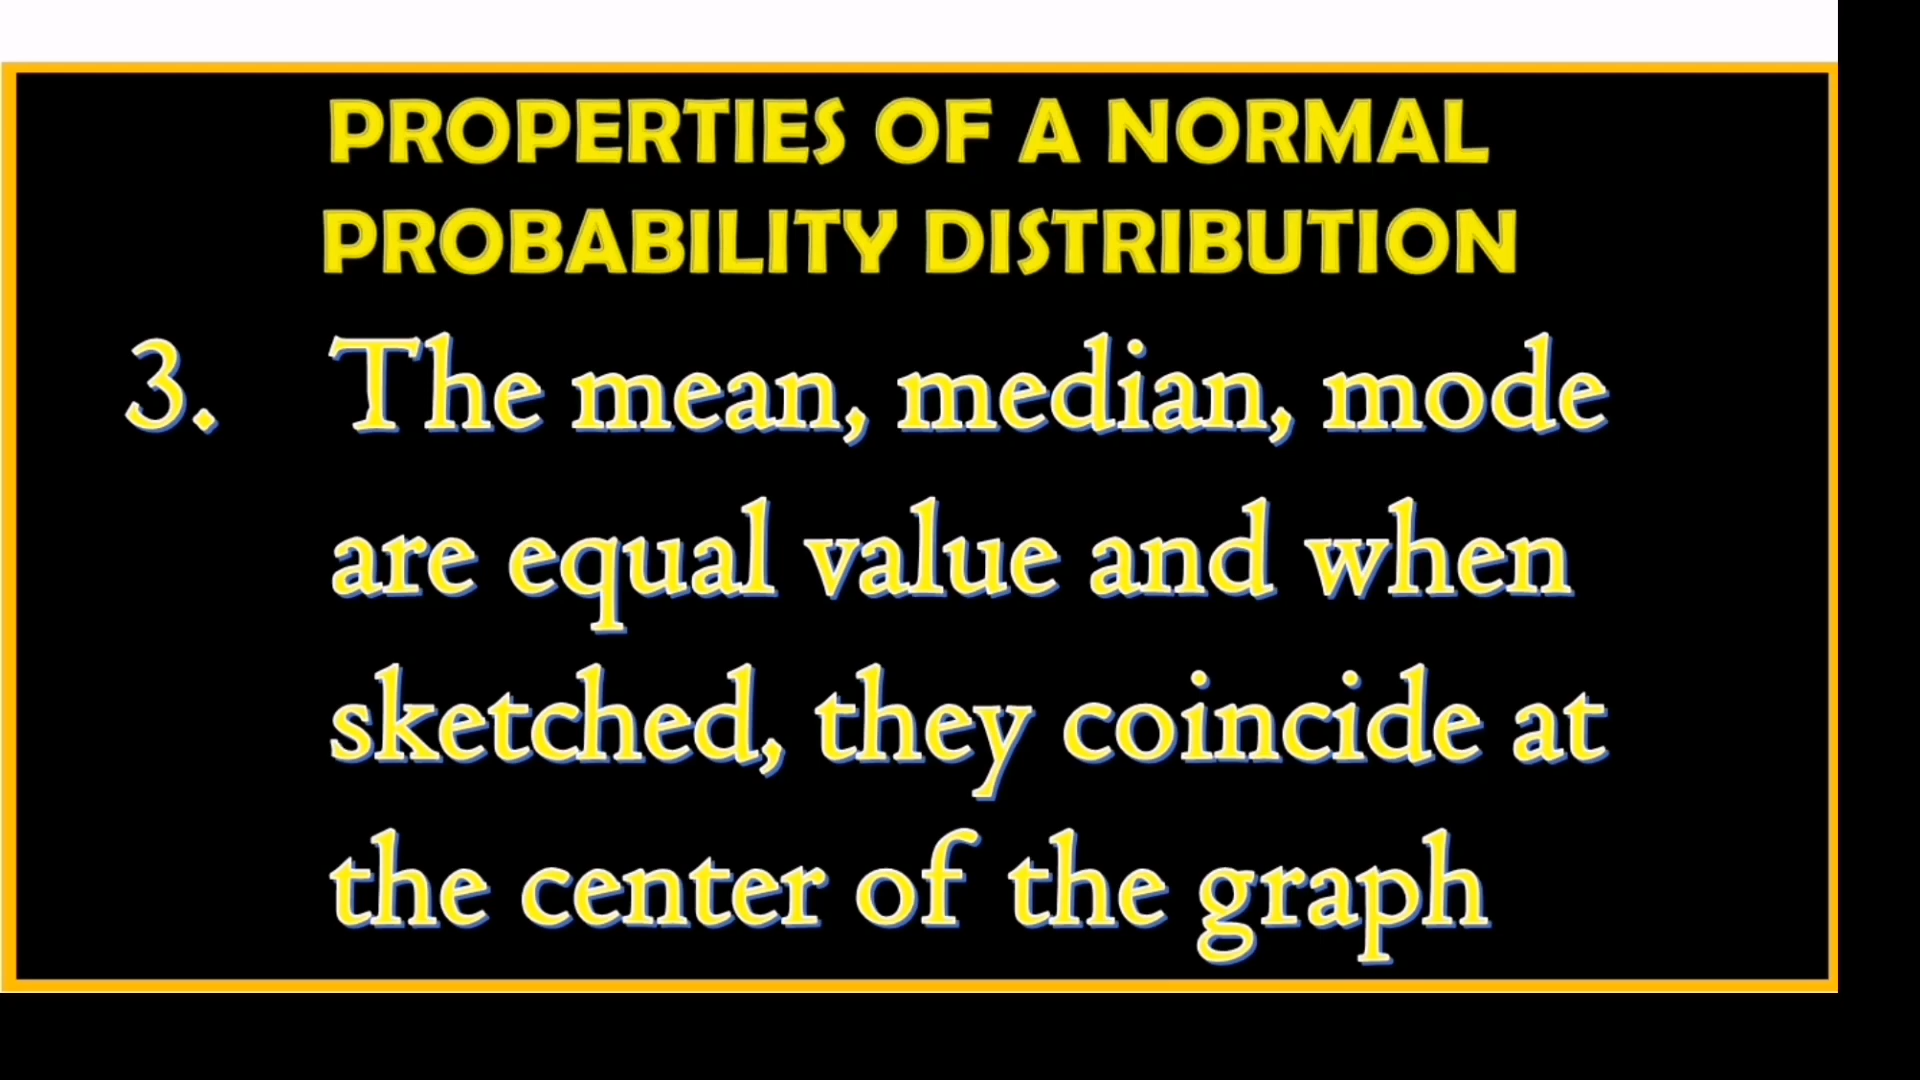 PROPERTIES OF A NORMAL
PROBABILITY DISTRIBUTION
3. The mean, median, mode
are equal value and when
sketched, they coincide at
the center of the graph